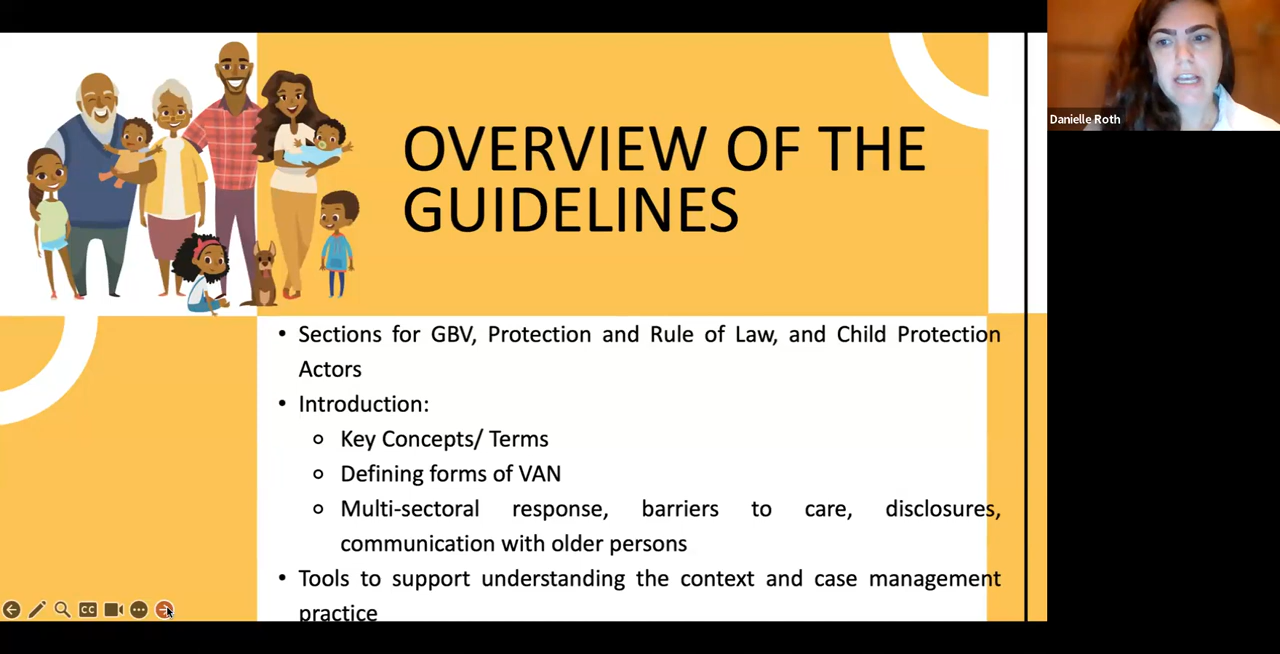 OVERVIEW OF THE
GUIDELINES
Danielle Roth
• Sections for GBV, Protection and Rule of Law, and Child Protection
Actors
• Introduction:
o Key Concepts/ Terms
o Defining forms of VAN
o Multi-sectoral response, barriers to care, disclosures,
communication with older persons
• Tools to support understanding the context and case management
practice
CC